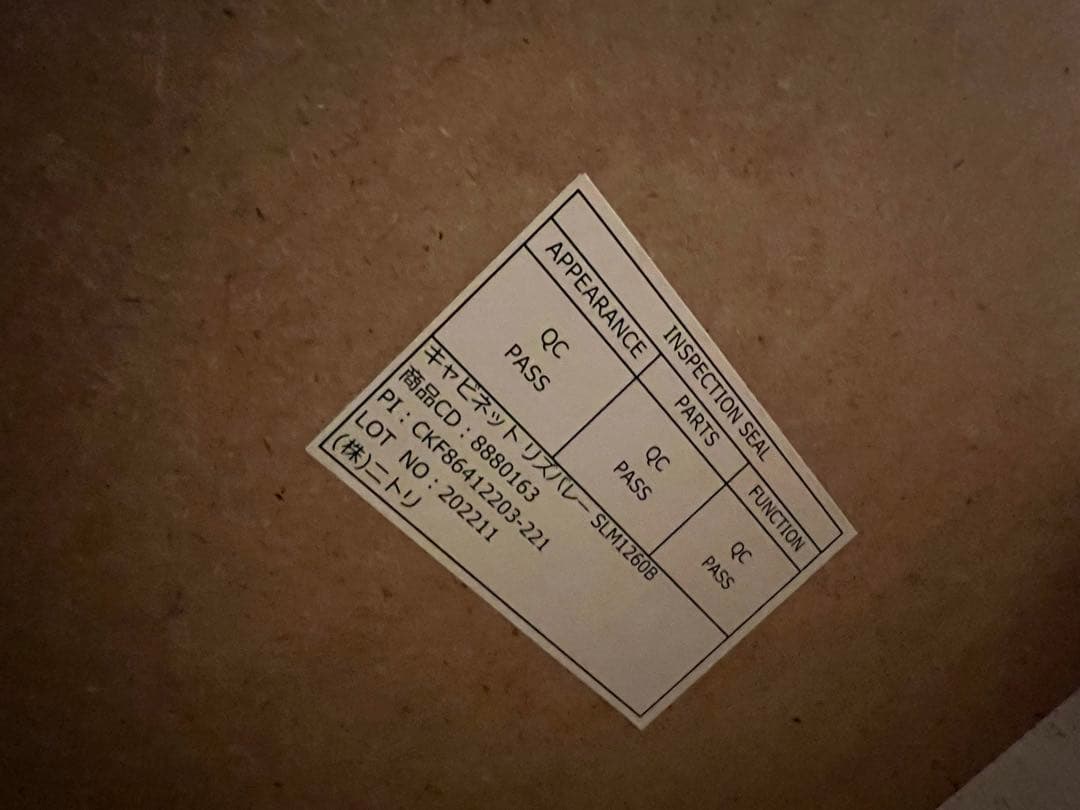 INSPECTION SEAL
APPEARANCE PARTS FUNCTION
QC PASS QC PASS QC PASS
キャビネット リズバレー SLM1260B
商品CD：8880163
PI：CKF86412203-221
LOT NO：202211
(株)ニトリ